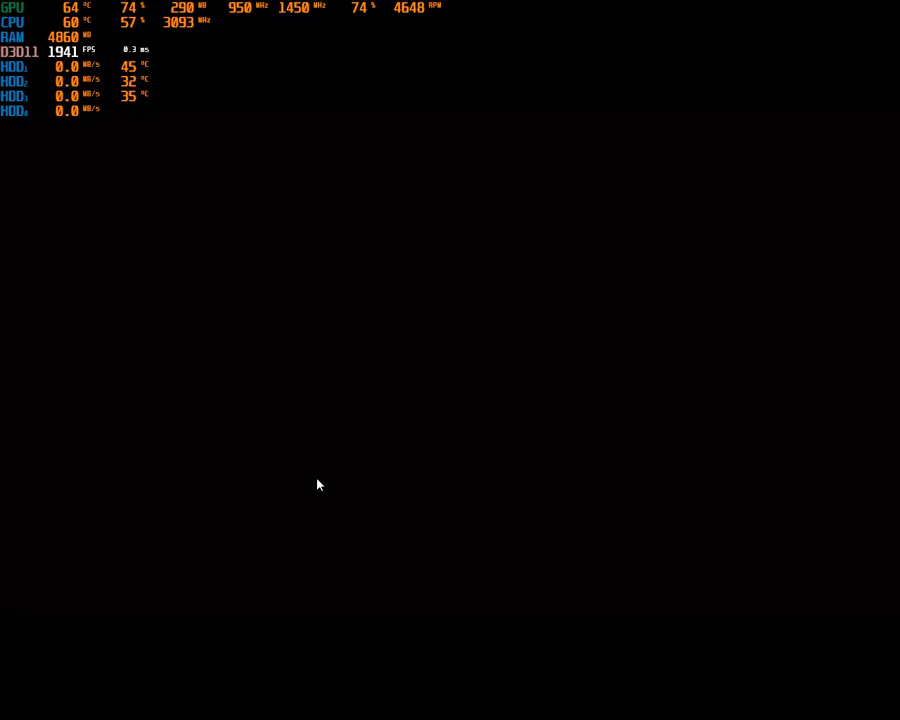 GPU 64 °C 74 % 290 MB 950 MHz 1450 MHz 74 % 4648 RPM
CPU 60 °C 57 % 3093 MHz
RAM 4860 MB
D3D11 1941 FPS 0.3 ms
HDD1 0.0 MB/s 45 °C
HDD2 0.0 MB/s 32 °C
HDD3 0.0 MB/s 35 °C
HDD4 0.0 MB/s